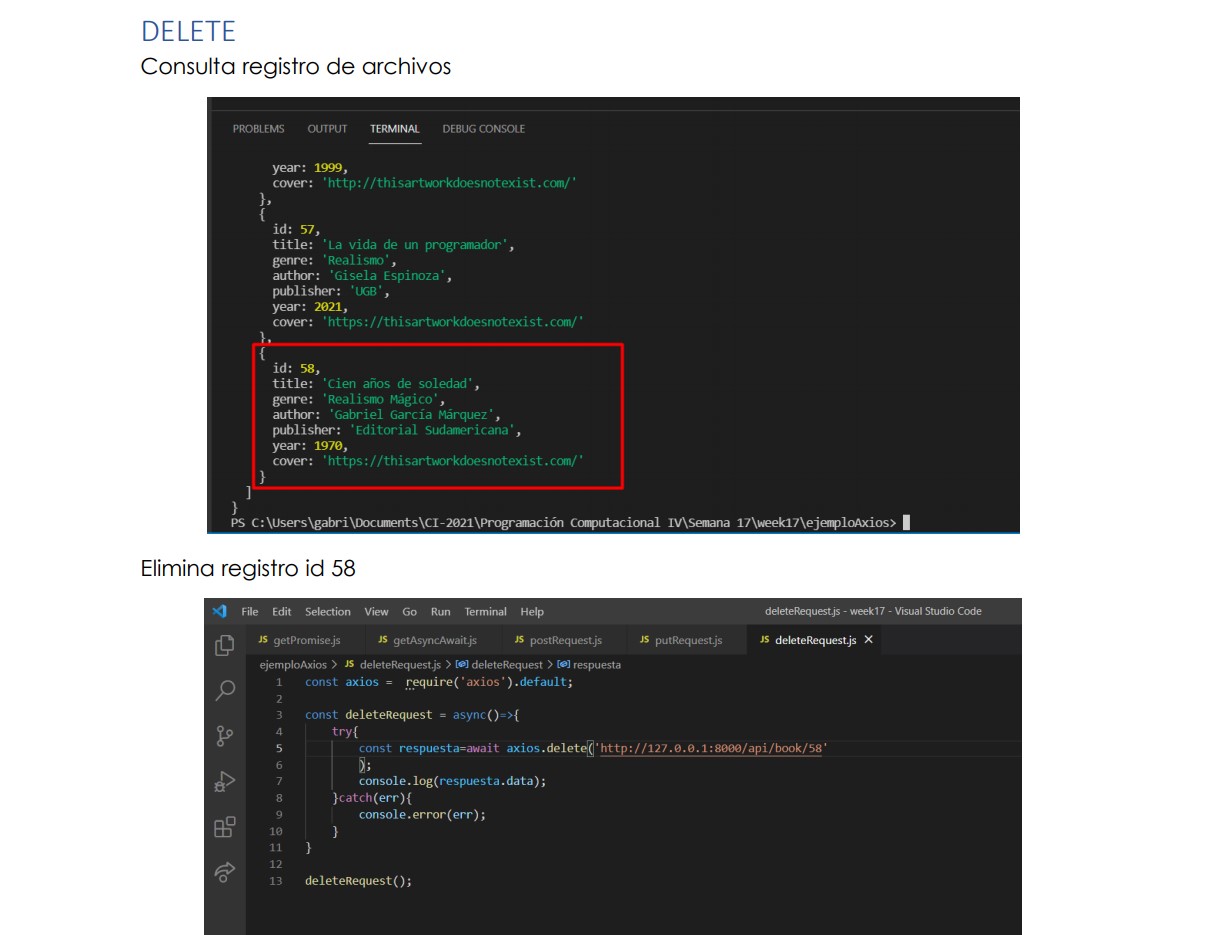 DELETE
Consulta registro de archivos
PROBLEMS OUTPUT TERMINAL DEBUG CONSOLE
year: 1999,
cover: 'http://thisartworkdoesnotexist.com/'
},
{
id: 57,
title: 'La vida de un programador',
genre: 'Realismo',
author: 'Gisela Espinoza',
publisher: 'UGB',
year: 2021,
cover: 'https://thisartworkdoesnotexist.com/'
},
{
id: 58,
title: 'Cien años de soledad',
genre: 'Realismo Mágico',
author: 'Gabriel García Márquez',
publisher: 'Editorial Sudamericana',
year: 1970,
cover: 'https://thisartworkdoesnotexist.com/'
}
]
}
PS C:\Users\gabri\Documents\CI-2021\Programación Computacional IV\Semana 17\week17\ejemploAxios>
Elimina registro id 58
File Edit Selection View Go Run Terminal Help deleteRequest.js - week17 - Visual Studio Code
JS getPromise.js JS getAsyncAwait.js JS postRequest.js JS putRequest.js JS deleteRequest.js ×
ejemploAxios > JS deleteRequest.js > deleteRequest > respuesta
1 const axios = require('axios').default;
2
3 const deleteRequest = async()=>{
4 try{
5 const respuesta=await axios.delete('http://127.0.0.1:8000/api/book/58'
6 );
7 console.log(respuesta.data);
8 }catch(err){
9 console.error(err);
10 }
11 }
12
13 deleteRequest();